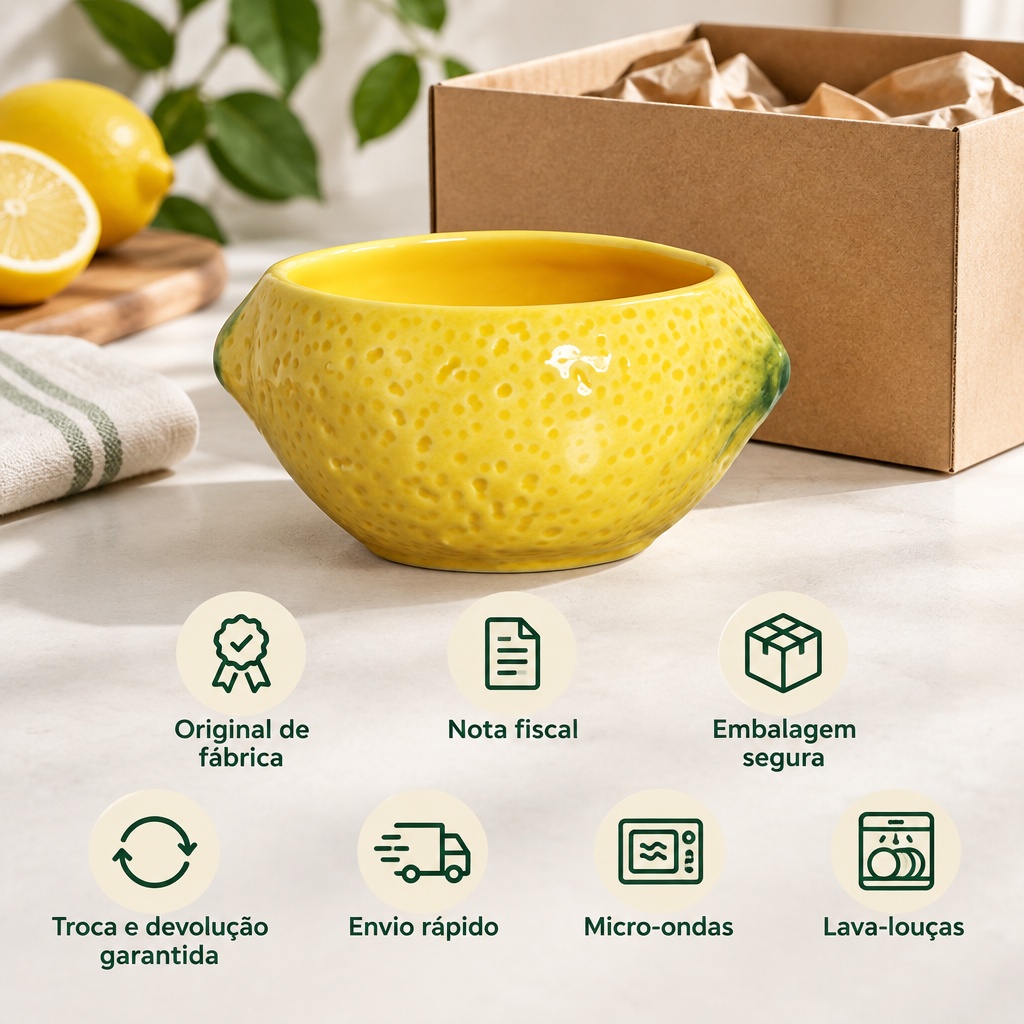 Original de
fábrica
Nota fiscal
Embalagem
segura
Troca e devolução
garantida
Envio rápido
Micro-ondas
Lava-louças